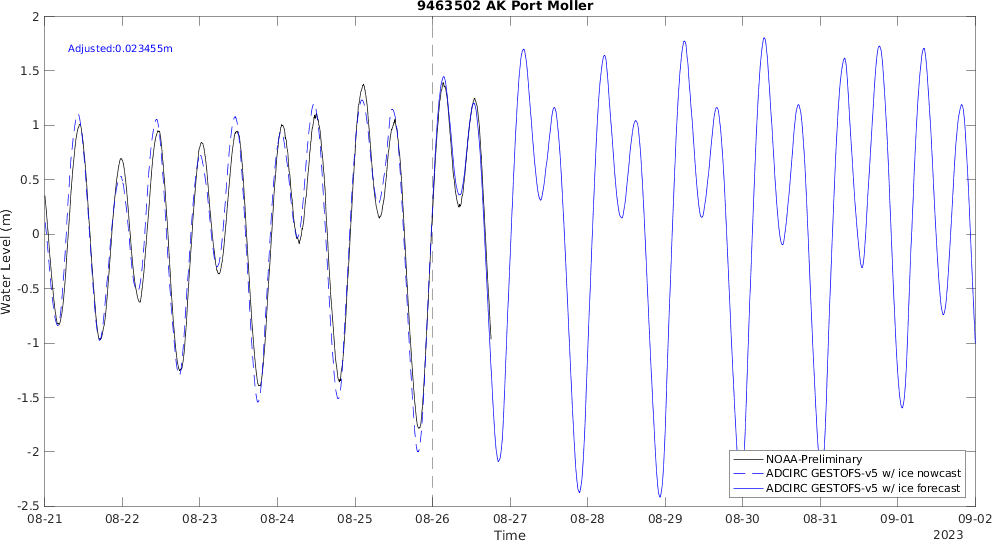 9463502 AK Port Moller
Adjusted:0.023455m
Water Level (m)
2
1.5
1
0.5
0
-0.5
-1
-1.5
-2
-2.5
NOAA-Preliminary
ADCIRC GESTOFS-v5 w/ ice nowcast
ADCIRC GESTOFS-v5 w/ ice forecast
08-21 08-22 08-23 08-24 08-25 08-26 08-27 08-28 08-29 08-30 08-31 09-01 09-02
Time
2023